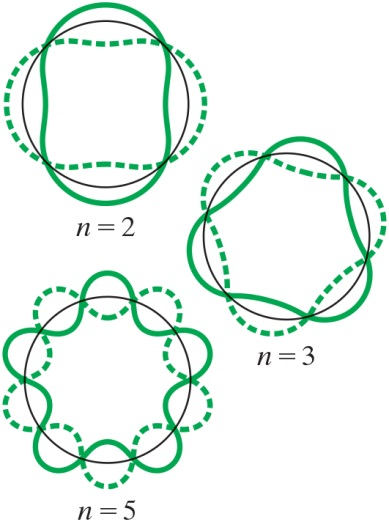 n = 2
n = 3
n = 5